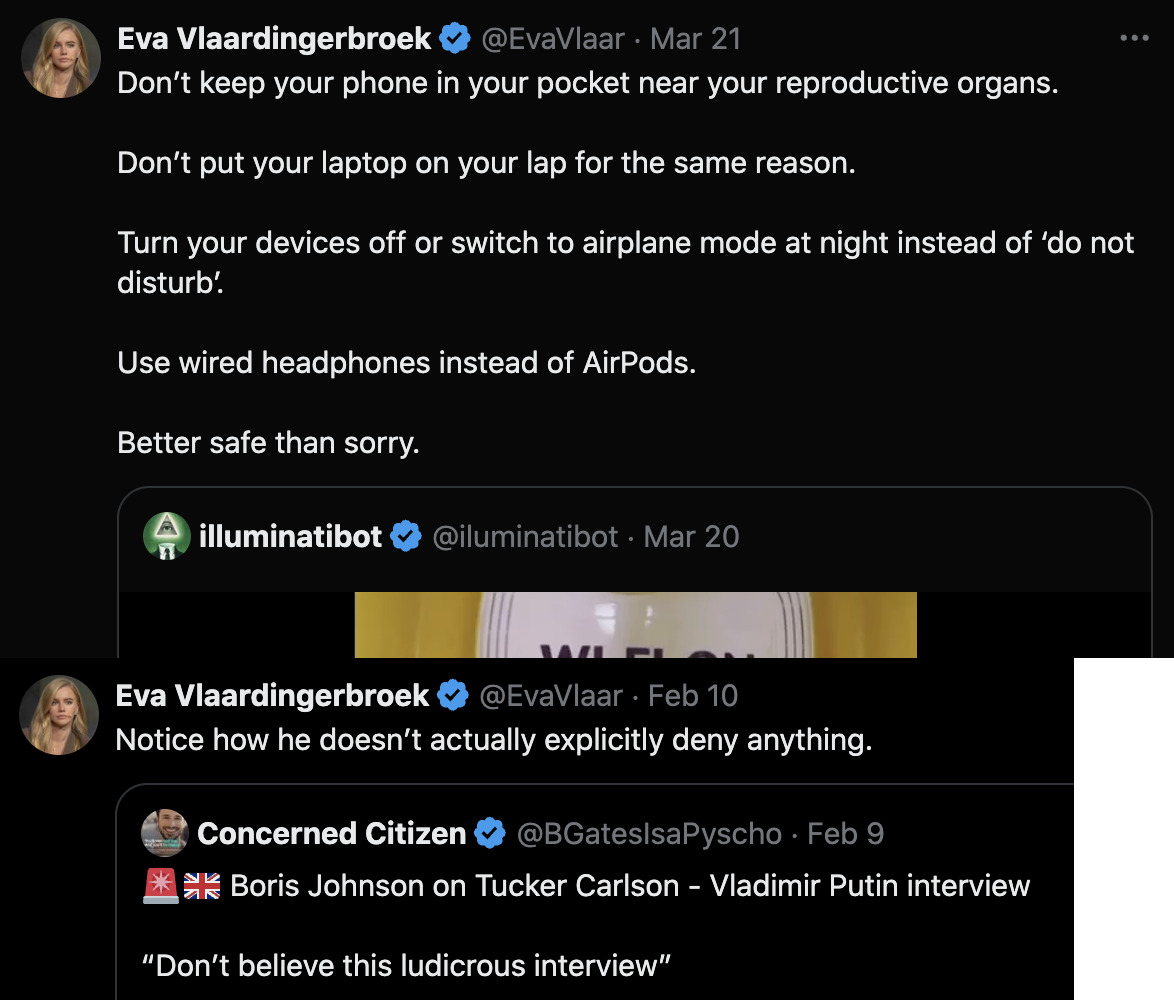 Eva Vlaardingerbroek @EvaVlaar · Mar 21
Don’t keep your phone in your pocket near your reproductive organs.
Don’t put your laptop on your lap for the same reason.
Turn your devices off or switch to airplane mode at night instead of ‘do not
disturb’.
Use wired headphones instead of AirPods.
Better safe than sorry.
illuminatibot @iluminatibot · Mar 20
Eva Vlaardingerbroek @EvaVlaar · Feb 10
Notice how he doesn’t actually explicitly deny anything.
Concerned Citizen @BGatesIsaPyscho · Feb 9
🚨🇬🇧 Boris Johnson on Tucker Carlson - Vladimir Putin interview
“Don’t believe this ludicrous interview”